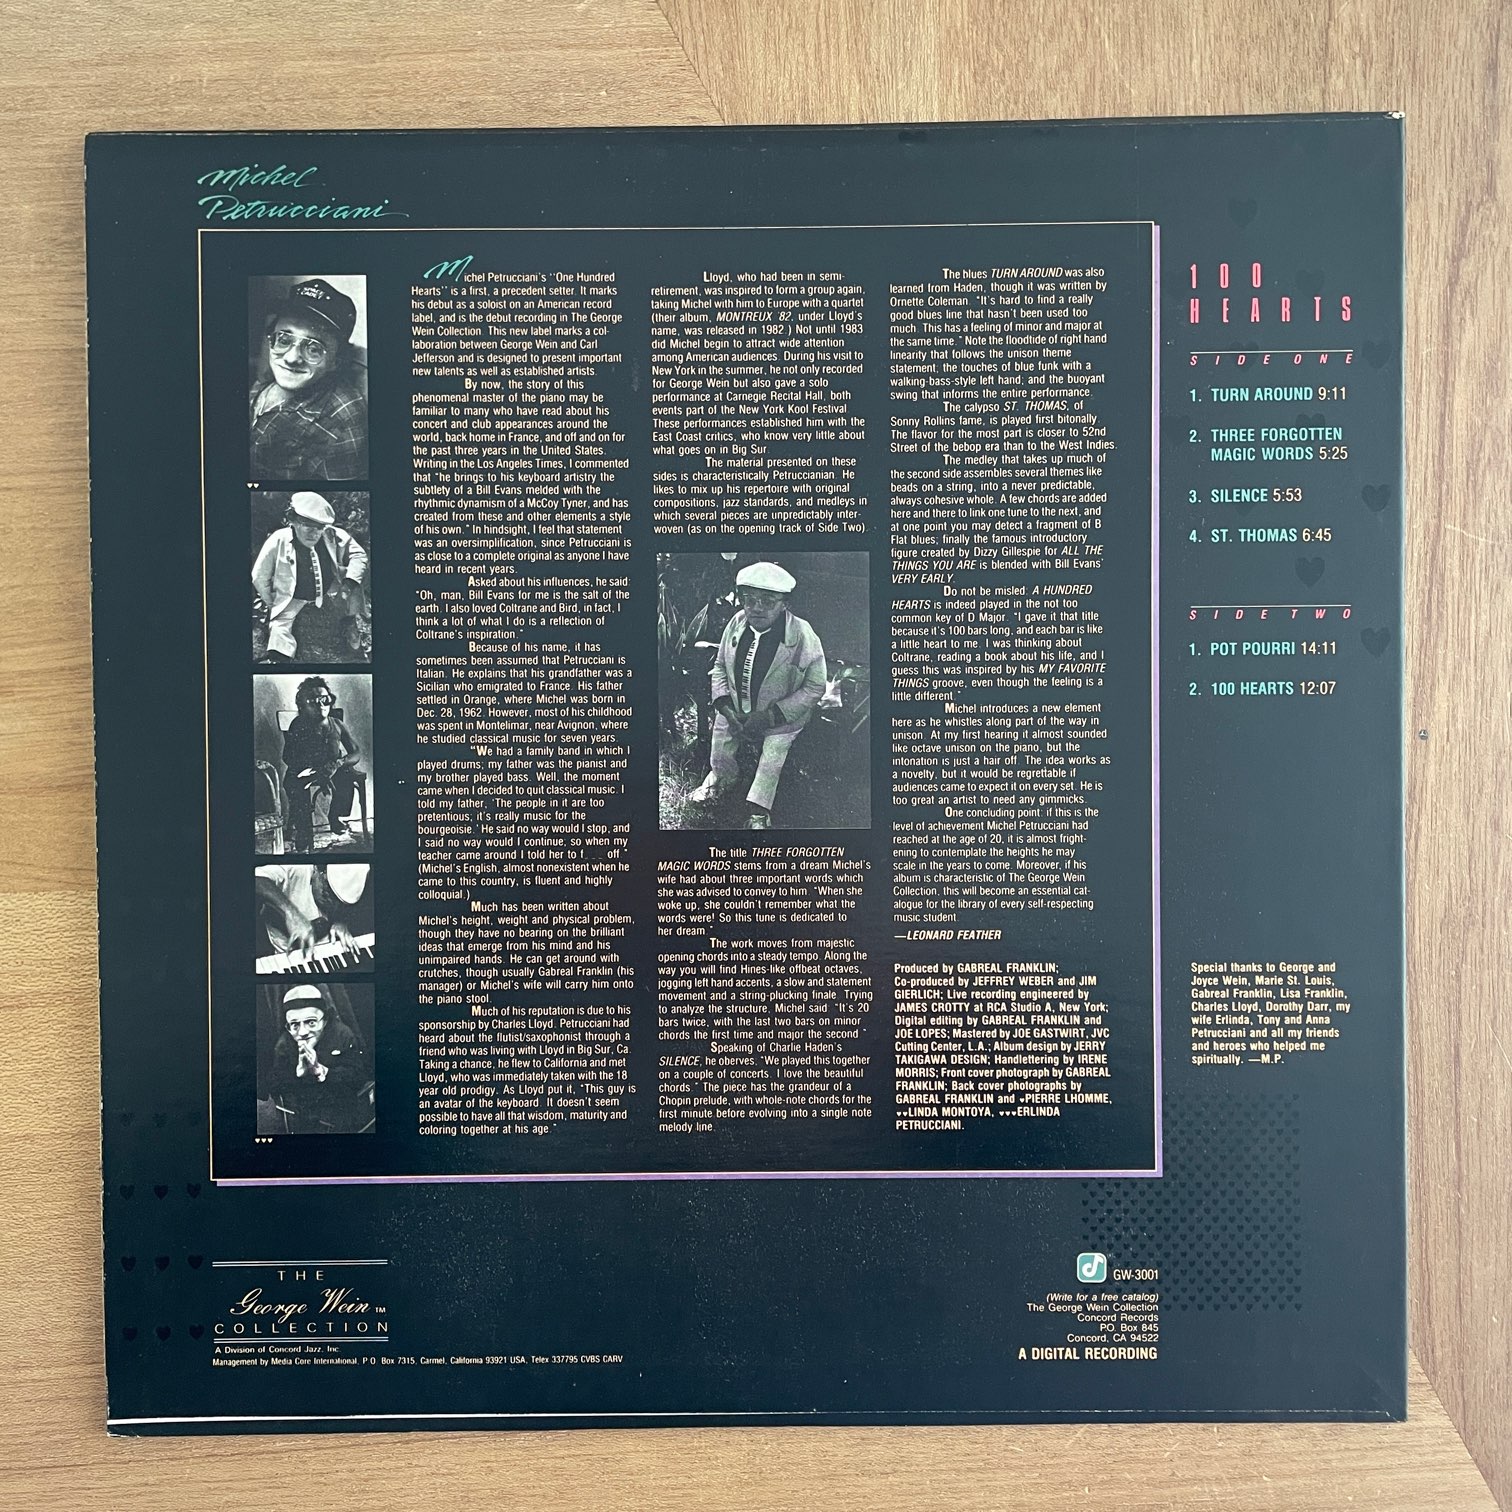 Michel
Petrucciani
Michel Petrucciani's "One Hundred
Hearts" is a first, a precedent setter. It marks
his debut as a soloist on an American record
label, and is the debut recording in The George
Wein Collection. This new label marks a col-
laboration between George Wein and Carl
Jefferson and is designed to present important
new talents as well as established artists.
By now, the story of this
phenomenal master of the piano may be
familiar to many who have read about his
concert and club appearances around the
world, back home in France, and off and on for
the past three years in the United States.
Writing in the Los Angeles Times, I commented
that "he brings to his keyboard artistry the
subtlety of a Bill Evans melded with the
rhythmic dynamism of a McCoy Tyner, and has
created from these and other elements a style
of his own." In hindsight, I feel that statement
was an oversimplification, since Petrucciani is
as close to a complete original as anyone I have
heard in recent years.
Asked about his influences, he said:
"Oh, man, Bill Evans for me is the salt of the
earth. I also loved Coltrane and Bird, in fact, I
think a lot of what I do is a reflection of
Coltrane's inspiration."
Because of his name, it has
sometimes been assumed that Petrucciani is
Italian. He explains that his grandfather was a
Sicilian who emigrated to France. His father
settled in Orange, where Michel was born in
Dec. 28, 1962. However, most of his childhood
was spent in Montelimar, near Avignon, where
he studied classical music for seven years.
"We had a family band in which I
played drums; my father was the pianist and
my brother played bass. Well, the moment
came when I decided to quit classical music. I
told my father, 'The people in it are too
pretentious; it's really music for the
bourgeoisie.' He said no way would I stop, and
I said no way would I continue; so when my
teacher came around I told her to f___ off."
(Michel's English, almost nonexistent when he
came to this country, is fluent and highly
colloquial.)
Much has been written about
Michel's height, weight and physical problem,
though they have no bearing on the brilliant
ideas that emerge from his mind and his
unimpaired hands. He can get around with
crutches, though usually Gabreal Franklin (his
manager) or Michel's wife will carry him onto
the piano stool.
Much of his reputation is due to his
sponsorship by Charles Lloyd. Petrucciani had
heard about the flutist/saxophonist through a
friend who was living with Lloyd in Big Sur, Ca.
Taking a chance, he flew to California and met
Lloyd, who was immediately taken with the 18
year old prodigy. As Lloyd put it, "This guy is
an avatar of the keyboard. It doesn't seem
possible to have all that wisdom, maturity and
coloring together at his age."
Lloyd, who had been in semi-
retirement, was inspired to form a group again,
taking Michel with him to Europe with a quartet
(their album, MONTREUX '82, under Lloyd's
name, was released in 1982.) Not until 1983
did Michel begin to attract wide attention
among American audiences. During his visit to
New York in the summer, he not only recorded
for George Wein but also gave a solo
performance at Carnegie Recital Hall, both
events part of the New York Kool Festival.
These performances established him with the
East Coast critics, who know very little about
what goes on in Big Sur.
The material presented on these
sides is characteristically Petruccianian. He
likes to mix up his repertoire with original
compositions, jazz standards, and medleys in
which several pieces are unpredictably inter-
woven (as on the opening track of Side Two).
The title THREE FORGOTTEN
MAGIC WORDS stems from a dream Michel's
wife had about three important words which
she was advised to convey to him. "When she
woke up, she couldn't remember what the
words were! So this tune is dedicated to
her dream."
The work moves from majestic
opening chords into a steady tempo. Along the
way you will find Hines-like offbeat octaves,
jogging left hand accents, a slow and statement
movement and a string-plucking finale. Trying
to analyze the structure, Michel said: "It's 20
bars twice, with the last two bars on minor
chords the first time and major the second."
Speaking of Charlie Haden's
SILENCE, he oberves, "We played this together
on a couple of concerts. I love the beautiful
chords." The piece has the grandeur of a
Chopin prelude, with whole-note chords for the
first minute before evolving into a single note
melody line.
The blues TURN AROUND was also
learned from Haden, though it was written by
Ornette Coleman. "It's hard to find a really
good blues line that hasn't been used too
much. This has a feeling of minor and major at
the same time." Note the floodtide of right hand
linearity that follows the unison theme
statement; the touches of blue funk with a
walking-bass-style left hand; and the buoyant
swing that informs the entire performance.
The calypso ST. THOMAS, of
Sonny Rollins fame, is played first bitonally.
The flavor for the most part is closer to 52nd
Street of the bebop era than to the West Indies.
The medley that takes up much of
the second side assembles several themes like
beads on a string, into a never predictable,
always cohesive whole. A few chords are added
here and there to link one tune to the next, and
at one point you may detect a fragment of B
Flat blues; finally the famous introductory
figure created by Dizzy Gillespie for ALL THE
THINGS YOU ARE is blended with Bill Evans'
VERY EARLY.
Do not be misled: A HUNDRED
HEARTS is indeed played in the not too
common key of D Major. "I gave it that title
because it's 100 bars long, and each bar is like
a little heart to me. I was thinking about
Coltrane, reading a book about his life, and I
guess this was inspired by his MY FAVORITE
THINGS groove, even though the feeling is a
little different."
Michel introduces a new element
here as he whistles along part of the way in
unison. At my first hearing it almost sounded
like octave unison on the piano, but the
intonation is just a hair off. The idea works as
a novelty, but it would be regrettable if
audiences came to expect it on every set. He is
too great an artist to need any gimmicks.
One concluding point: if this is the
level of achievement Michel Petrucciani had
reached at the age of 20, it is almost fright-
ening to contemplate the heights he may
scale in the years to come. Moreover, if his
album is characteristic of The George Wein
Collection, this will become an essential cat-
alogue for the library of every self-respecting
music student.
—LEONARD FEATHER
Produced by GABREAL FRANKLIN;
Co-produced by JEFFREY WEBER and JIM
GIERLICH; Live recording engineered by
JAMES CROTTY at RCA Studio A, New York;
Digital editing by GABREAL FRANKLIN and
JOE LOPES; Mastered by JOE GASTWIRT, JVC
Cutting Center, L.A.; Album design by JERRY
TAKIGAWA DESIGN; Handlettering by IRENE
MORRIS; Front cover photograph by GABREAL
FRANKLIN; Back cover photographs by
GABREAL FRANKLIN and ♥PIERRE LHOMME,
♥♥LINDA MONTOYA, ♥♥♥ERLINDA
PETRUCCIANI.
100
HEARTS
SIDE ONE
1. TURN AROUND 9:11
2. THREE FORGOTTEN
MAGIC WORDS 5:25
3. SILENCE 5:53
4. ST. THOMAS 6:45
SIDE TWO
1. POT POURRI 14:11
2. 100 HEARTS 12:07
Special thanks to George and
Joyce Wein, Marie St. Louis,
Gabreal Franklin, Lisa Franklin,
Charles Lloyd, Dorothy Darr, my
wife Erlinda, Tony and Anna
Petrucciani and all my friends
and heroes who helped me
spiritually. —M.P.
THE
George Wein TM
COLLECTION
A Division of Concord Jazz, Inc.
Management by Media Core International, P.O. Box 7315, Carmel, California 93921 USA, Telex 337795 CVBS CARV
GW-3001
(Write for a free catalog)
The George Wein Collection
Concord Records
P.O. Box 845
Concord, CA 94522
A DIGITAL RECORDING